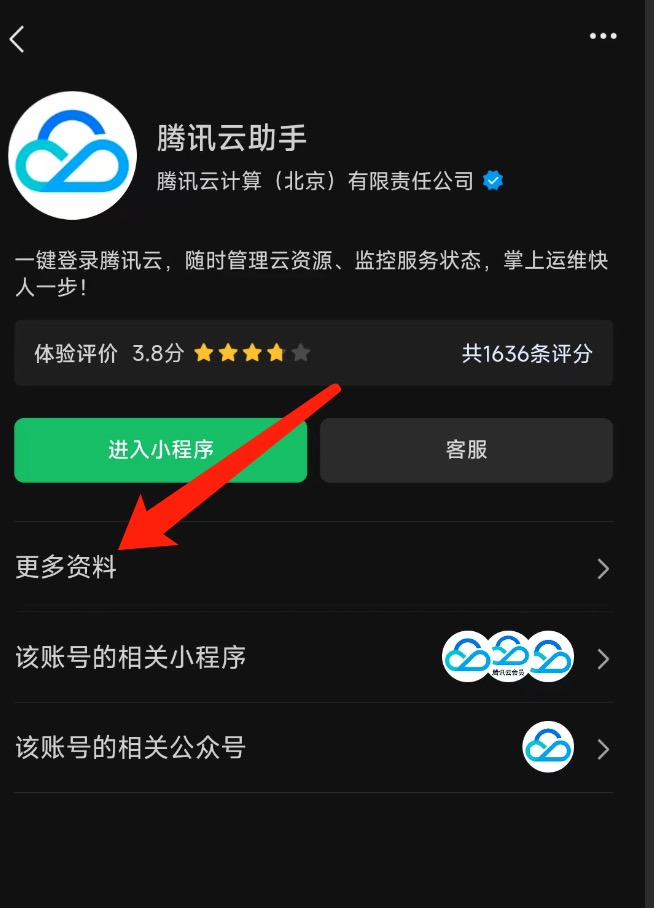 腾讯云助手
腾讯云计算（北京）有限责任公司
一键登录腾讯云，随时管理云资源、监控服务状态，掌上运维快
人一步！
体验评价 3.8分 共1636条评分
进入小程序 客服
更多资料
该账号的相关小程序
腾讯云会员
该账号的相关公众号